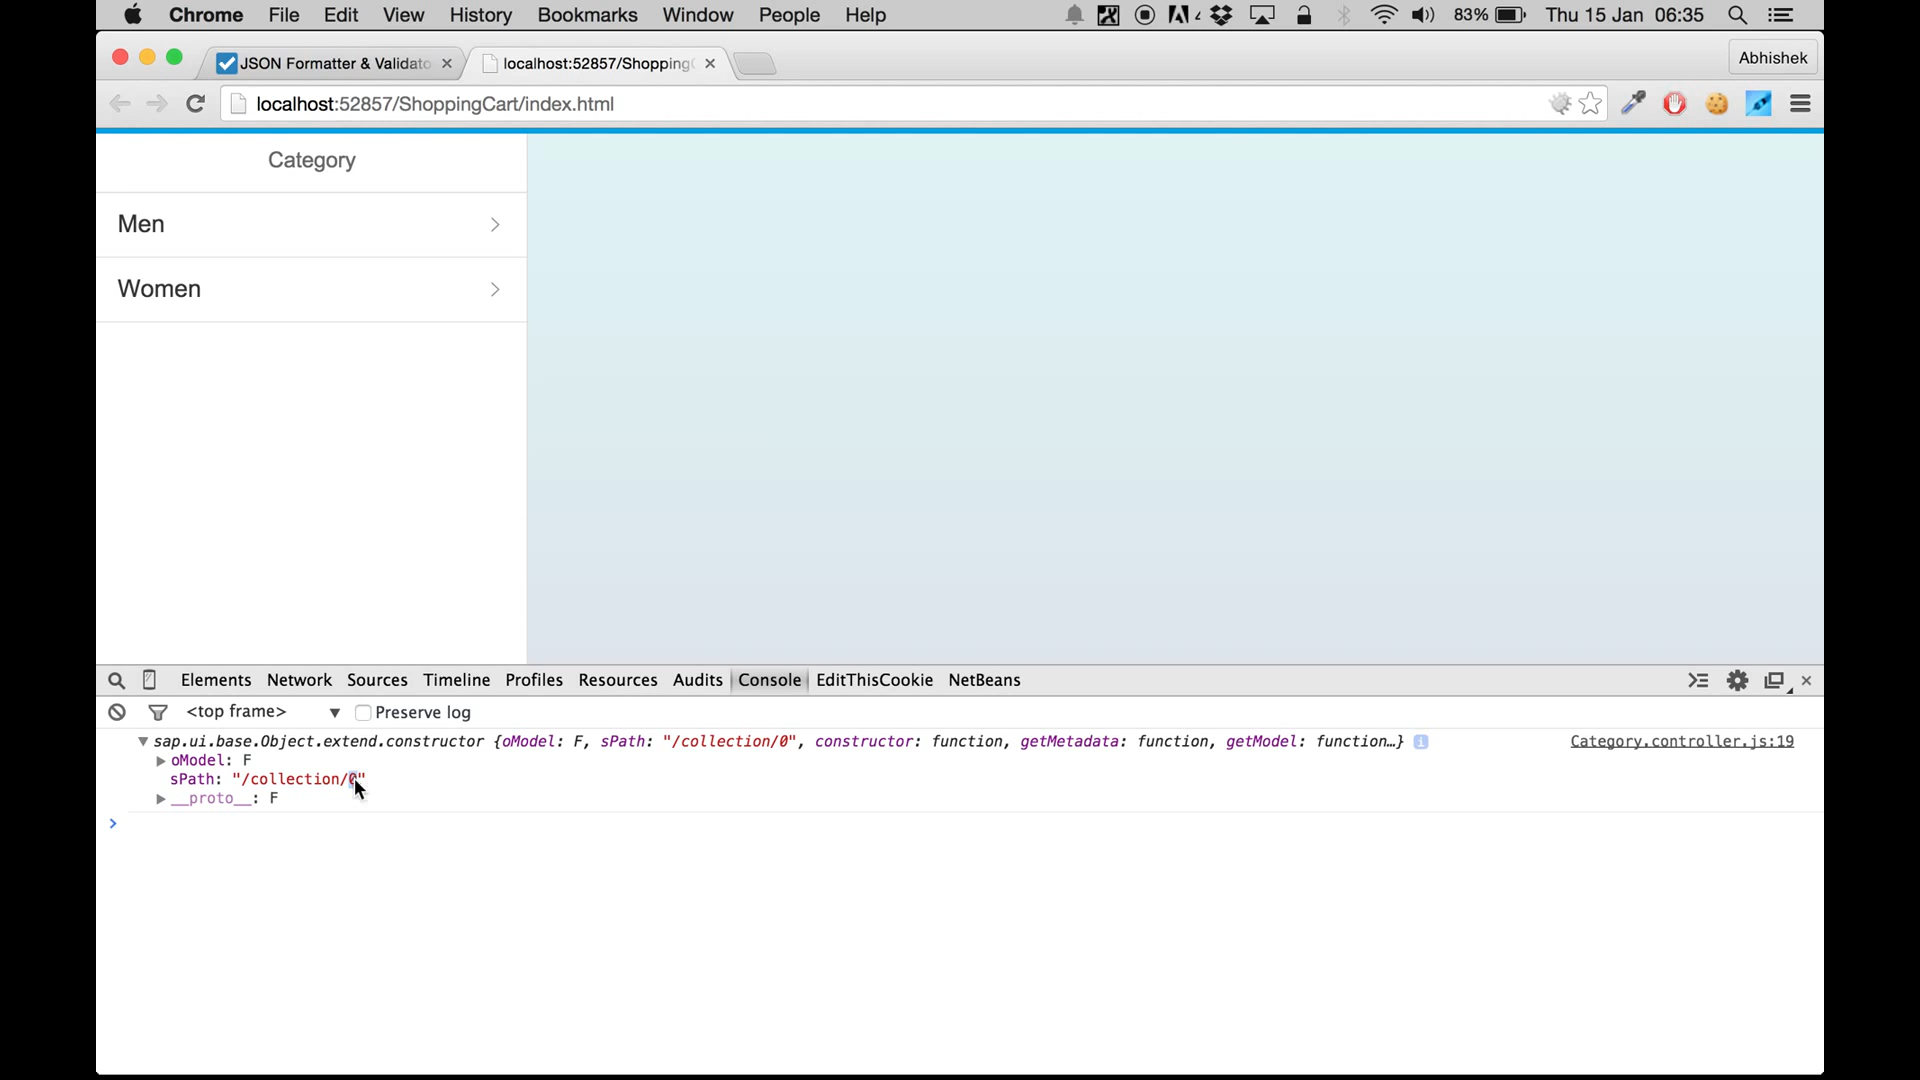 Chrome File Edit View History Bookmarks Window People Help 4 83% Thu 15 Jan 06:35
JSON Formatter & Validato localhost:52857/Shopping Abhishek
localhost:52857/ShoppingCart/index.html
Category
Men
Women
Elements Network Sources Timeline Profiles Resources Audits Console EditThisCookie NetBeans
<top frame> Preserve log
sap.ui.base.Object.extend.constructor {oModel: F, sPath: "/collection/0", constructor: function, getMetadata: function, getModel: function…} Category.controller.js:19
oModel: F
sPath: "/collection/0"
__proto__: F